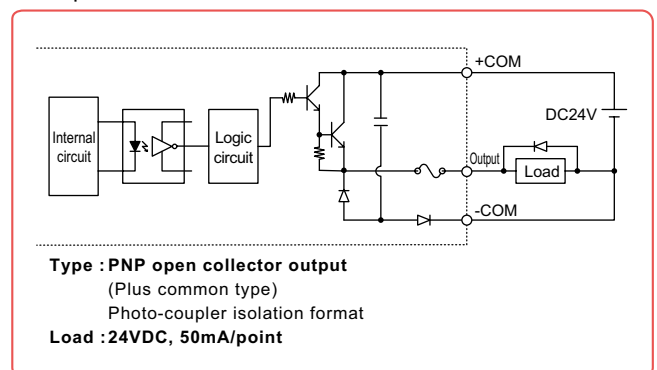 +COM
DC24V
Internal
circuit
Logic
circuit
Output
Load
-COM
Type : PNP open collector output
(Plus common type)
Photo-coupler isolation format
Load : 24VDC, 50mA/point